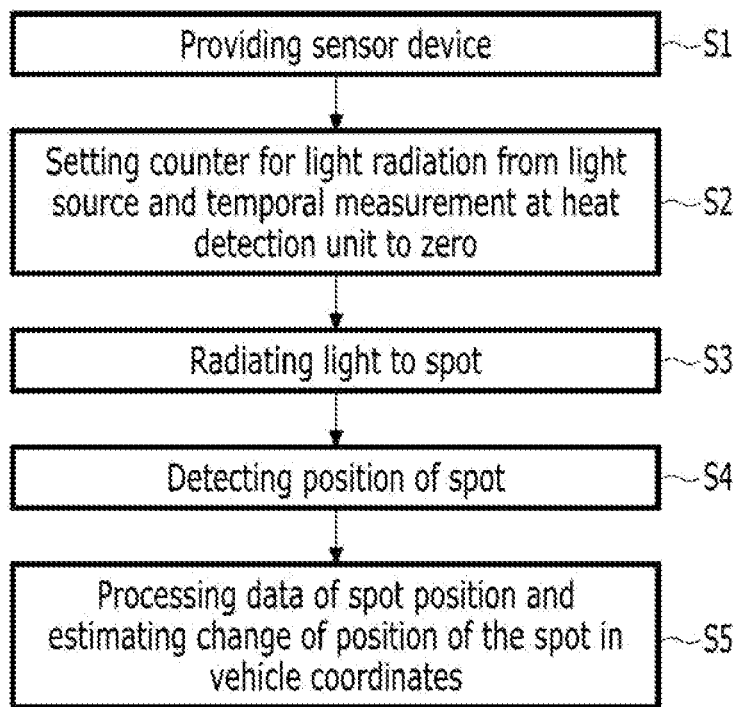 Providing sensor device
S1
Setting counter for light radiation from light
source and temporal measurement at heat
detection unit to zero
S2
Radiating light to spot
S3
Detecting position of spot
S4
Processing data of spot position and
estimating change of position of the spot in
vehicle coordinates
S5